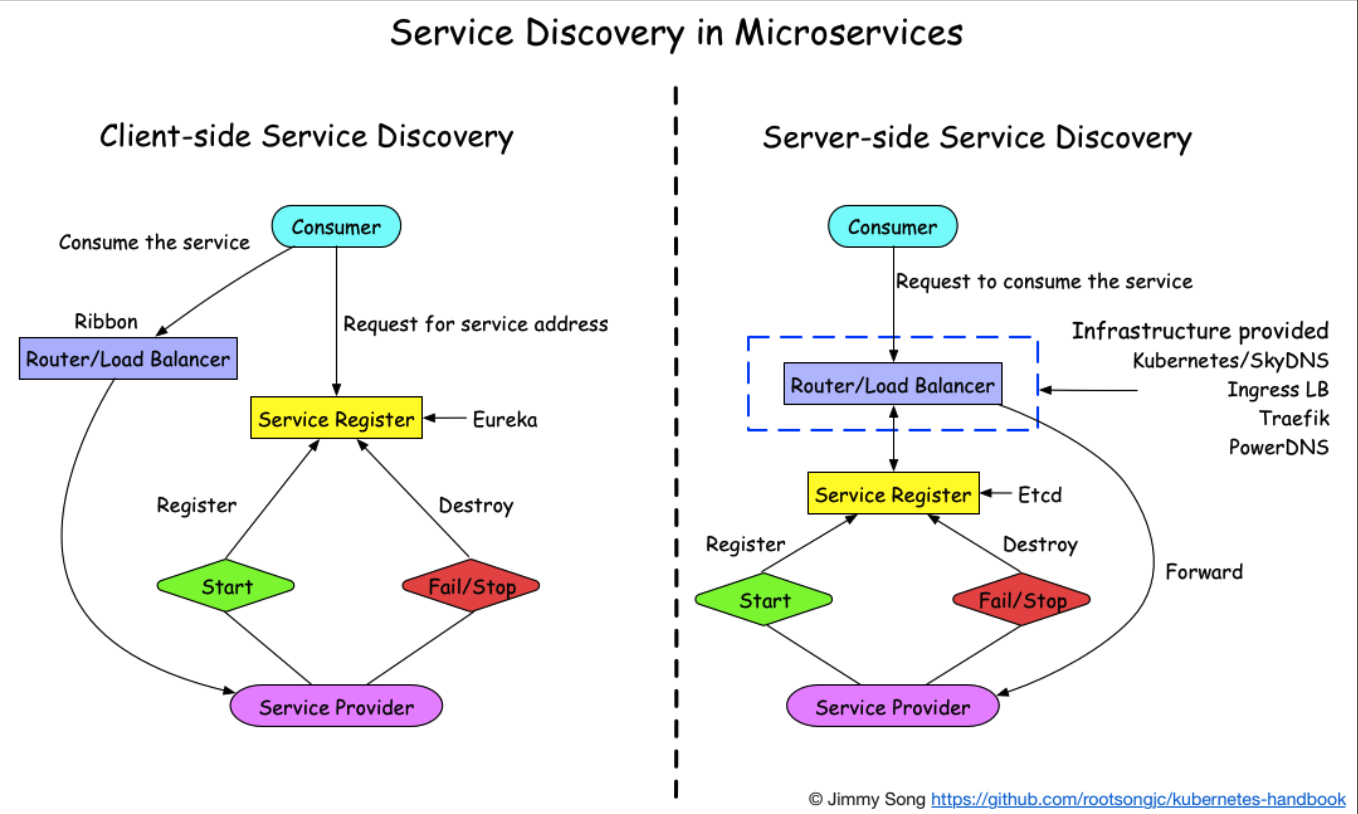 Service Discovery in Microservices
Client-side Service Discovery
Consumer
Consume the service
Ribbon
Request for service address
Router/Load Balancer
Service Register
Eureka
Register
Destroy
Start
Fail/Stop
Service Provider
Server-side Service Discovery
Consumer
Request to consume the service
Infrastructure provided
Kubernetes/SkyDNS
Ingress LB
Traefik
PowerDNS
Router/Load Balancer
Service Register
Etcd
Register
Destroy
Forward
Start
Fail/Stop
Service Provider
© Jimmy Song https://github.com/rootsongjc/kubernetes-handbook